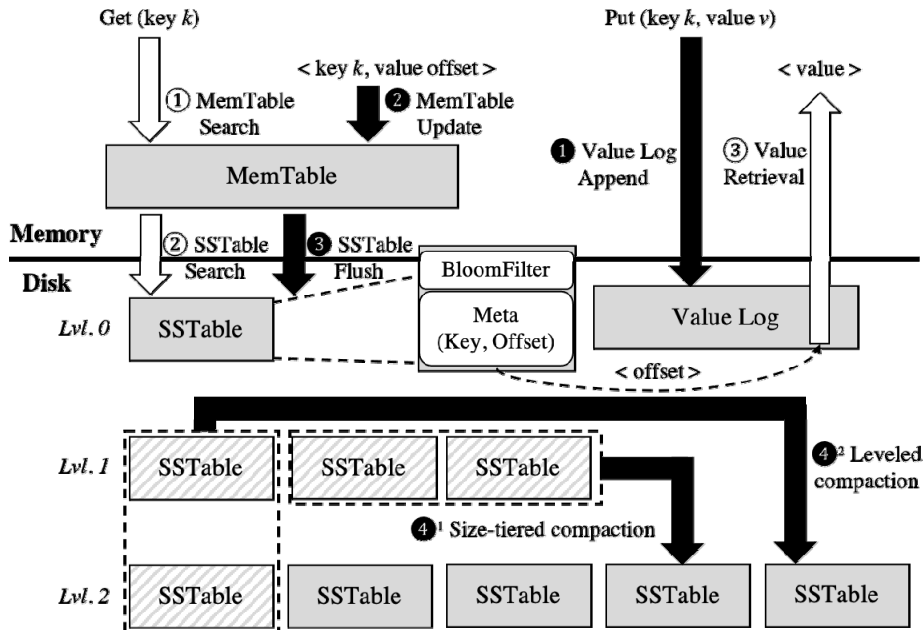 Get (key k)
Put (key k, value v)
< key k, value offset >
< value >
① MemTable
Search
❷ MemTable
Update
❶ Value Log
Append
③ Value
Retrieval
MemTable
Memory
② SSTable
Search
❸ SSTable
Flush
Disk
BloomFilter
Meta
(Key, Offset)
Lvl. 0
SSTable
Value Log
< offset >
Lvl. 1
SSTable
SSTable
SSTable
❹² Leveled
compaction
❹¹ Size-tiered compaction
Lvl. 2
SSTable
SSTable
SSTable
SSTable
SSTable